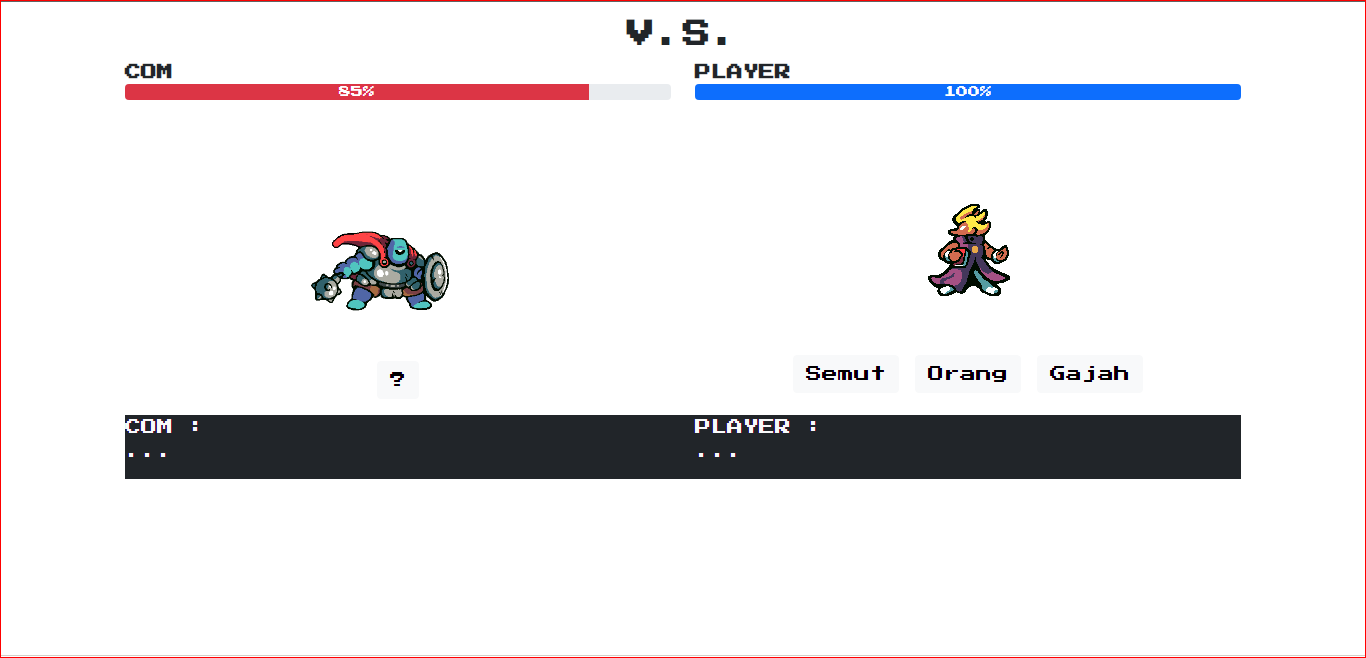 V.S.
COM
PLAYER
85%
100%
?
Semut
Orang
Gajah
COM :
...
PLAYER :
...